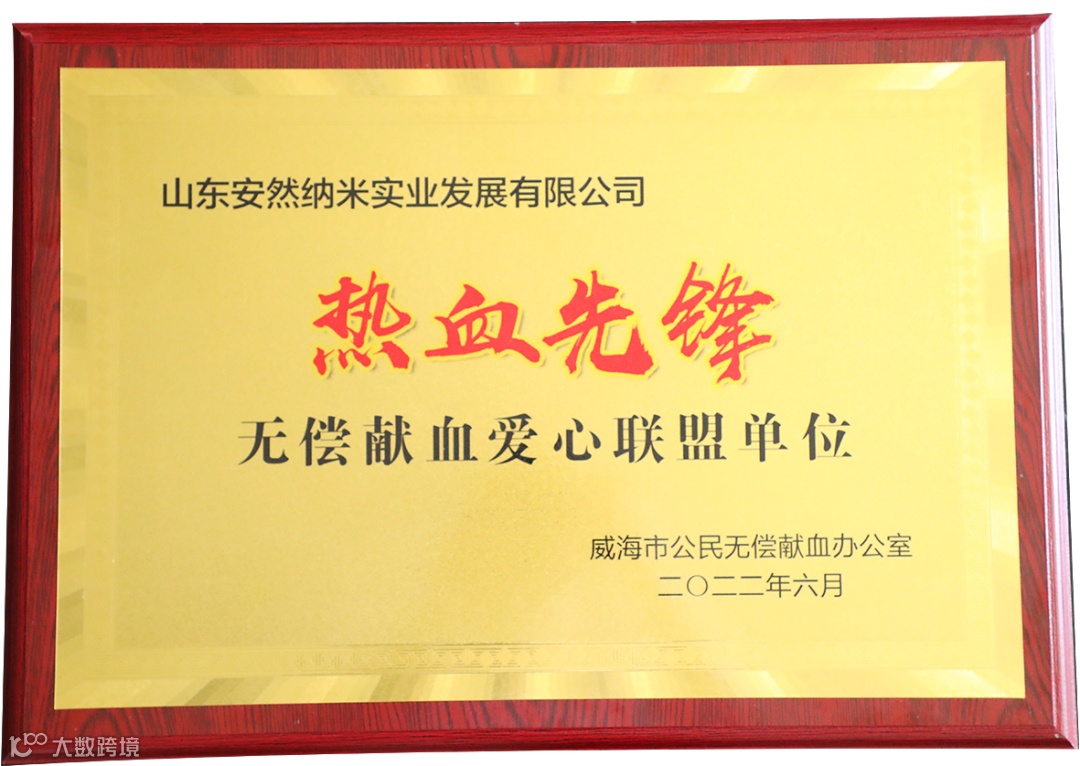 山东安然纳米实业发展有限公司
热血先锋
无偿献血爱心联盟单位
威海市公民无偿献血办公室
二〇二二年六月
大数跨境